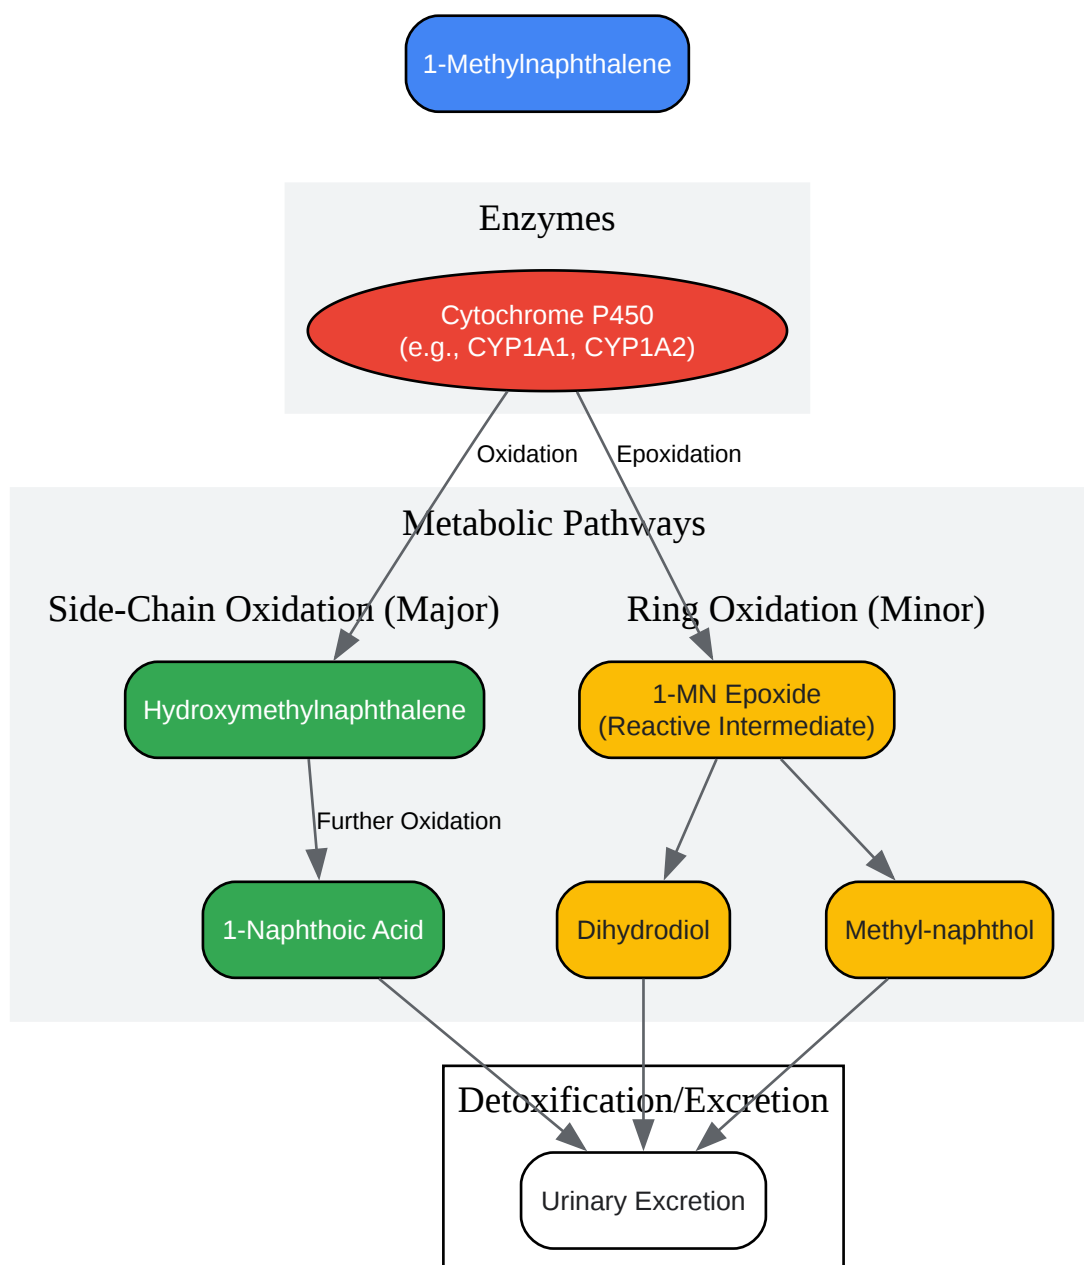 1-Methylnaphthalene
Enzymes
Cytochrome P450
(e.g., CYP1A1, CYP1A2)
Oxidation
Epoxidation
Metabolic Pathways
Side-Chain Oxidation (Major)
Ring Oxidation (Minor)
Hydroxymethylnaphthalene
1-MN Epoxide
(Reactive Intermediate)
Further Oxidation
1-Naphthoic Acid
Dihydrodiol
Methyl-naphthol
Detoxification/Excretion
Urinary Excretion